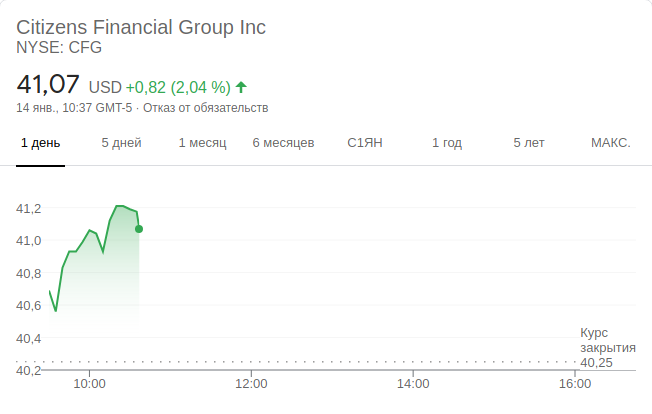 Citizens Financial Group Inc
NYSE: CFG
41,07 USD +0,82 (2,04 %)
14 янв., 10:37 GMT-5 · Отказ от обязательств
1 день 5 дней 1 месяц 6 месяцев С1ЯН 1 год 5 лет МАКС.
41,2
41,0
40,8
40,6
40,4
40,2
Курс
закрытия
40,25
10:00 12:00 14:00 16:00